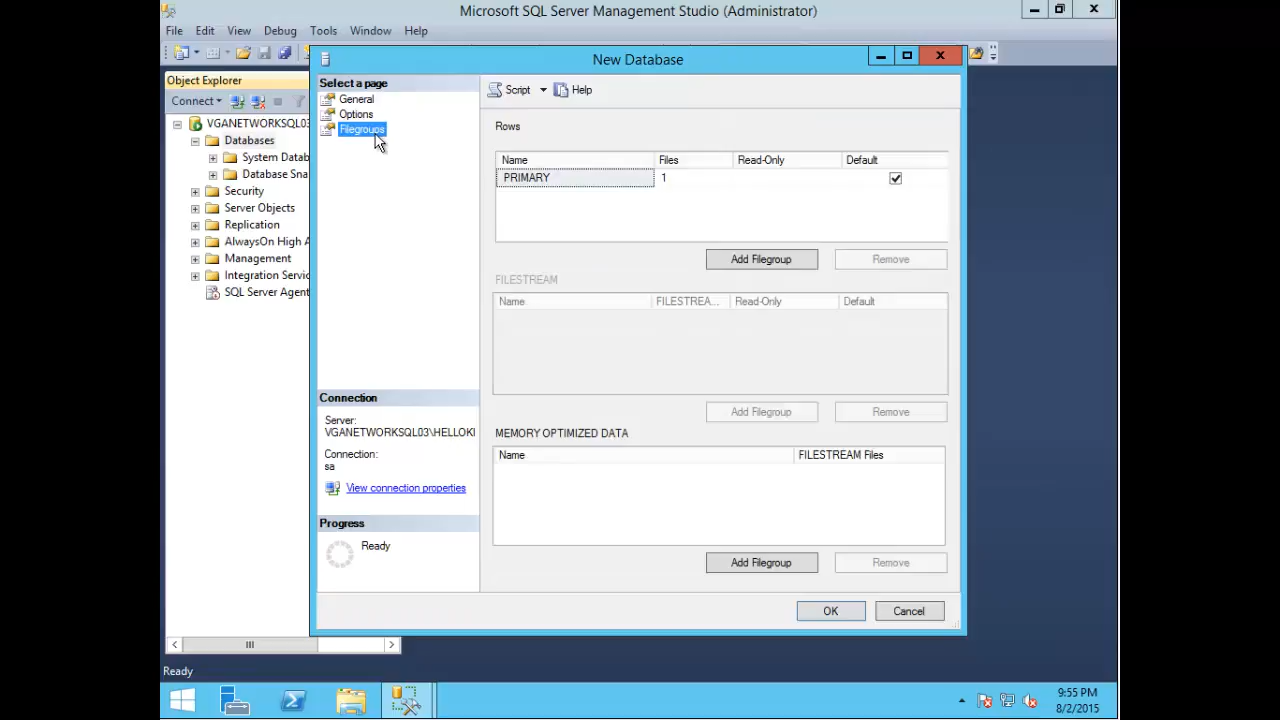 Microsoft SQL Server Management Studio (Administrator)
File Edit View Debug Tools Window Help
Object Explorer
Connect
VGANETWORKSQL03
Databases
System Datab
Database Sna
Security
Server Objects
Replication
AlwaysOn High A
Management
Integration Servic
SQL Server Agent
New Database
Select a page
General
Options
Filegroups
Script Help
Rows
Name Files Read-Only Default
PRIMARY 1
Add Filegroup Remove
FILESTREAM
Name FILESTREA... Read-Only Default
Add Filegroup Remove
MEMORY OPTIMIZED DATA
Name FILESTREAM Files
Add Filegroup Remove
Connection
Server:
VGANETWORKSQL03\HELLOKI
Connection:
sa
View connection properties
Progress
Ready
OK Cancel
Ready
9:55 PM
8/2/2015